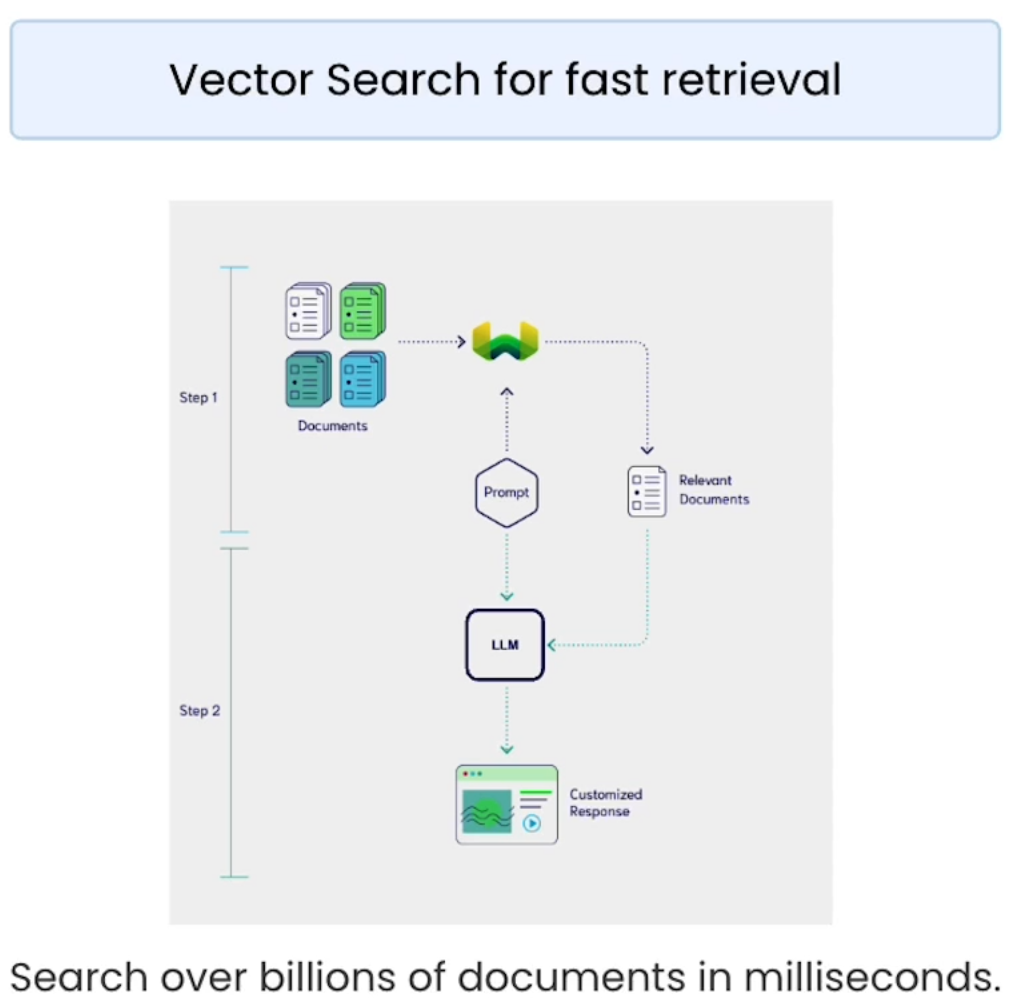 Vector Search for fast retrieval
Step 1
Documents
Prompt
Relevant
Documents
LLM
Step 2
Customized
Response
Search over billions of documents in milliseconds.